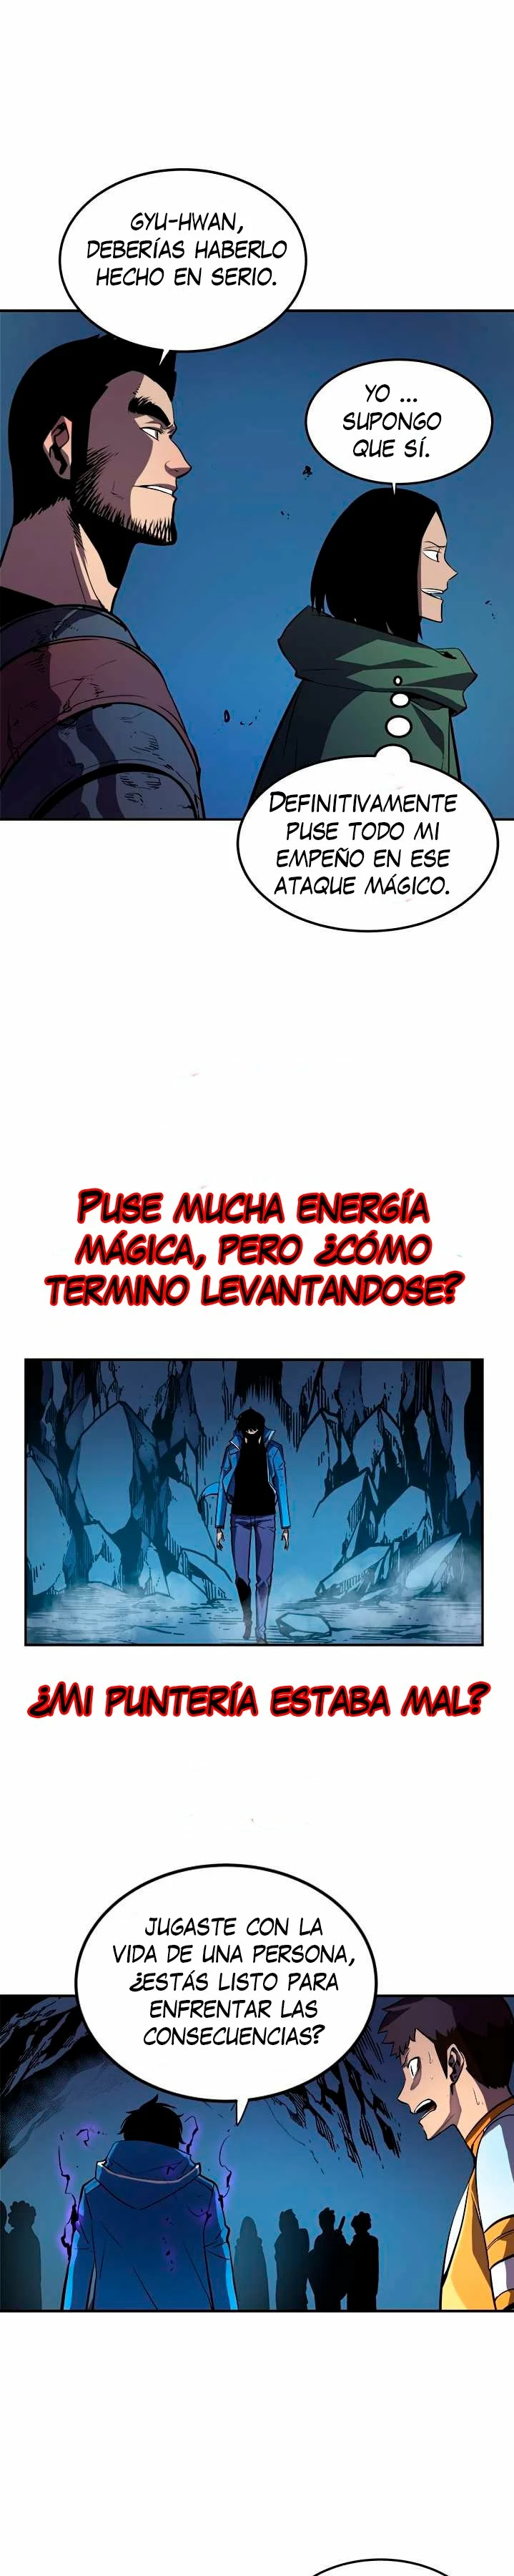 GYU-HWAN,
DEBERÍAS HABERLO
HECHO EN SERIO.
YO ...
SUPONGO
QUE SÍ.
DEFINITIVAMENTE
PUSE TODO MI
EMPEÑO EN ESE
ATAQUE MÁGICO.
PUSE MUCHA ENERGÍA
MÁGICA, PERO ¿CÓMO
TERMINO LEVANTANDOSE?
¿MI PUNTERÍA ESTABA MAL?
JUGASTE CON LA
VIDA DE UNA PERSONA,
¿ESTÁS LISTO PARA
ENFRENTAR LAS
CONSECUENCIAS?